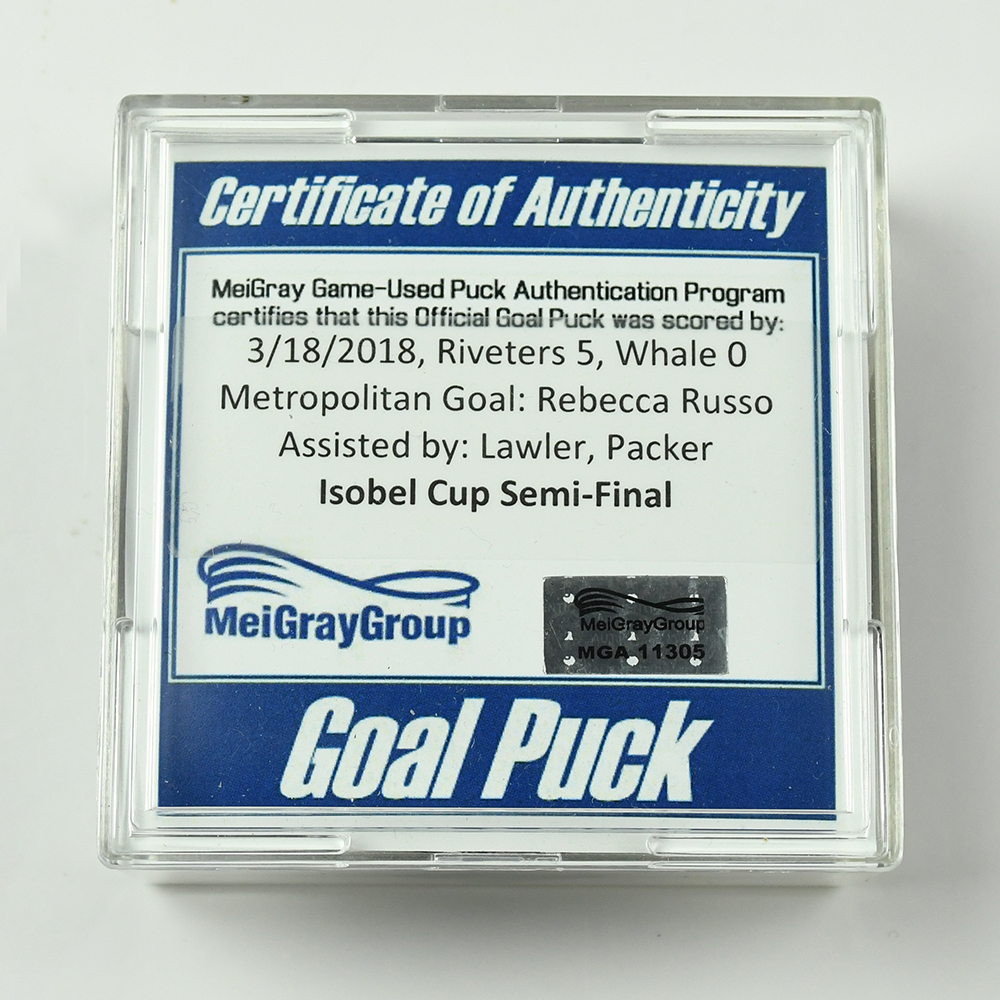 Certificate of Authenticity
MeiGray Game-Used Puck Authentication Program
certifies that this Official Goal Puck was scored by:
3/18/2018, Riveters 5, Whale 0
Metropolitan Goal: Rebecca Russo
Assisted by: Lawler, Packer
Isobel Cup Semi-Final
MeiGrayGroup
MeiGrayGroup
MGA 11305
Goal Puck